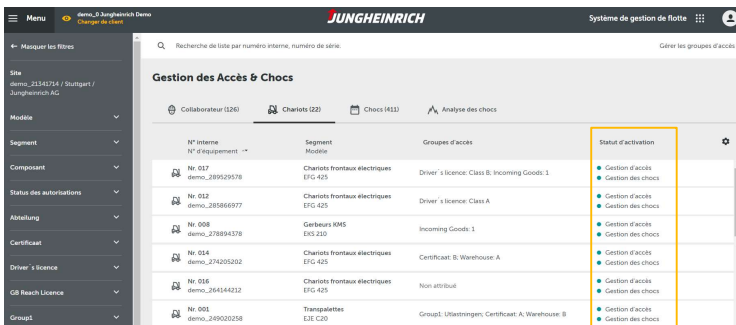 Menu
demo_0 Jungheinrich Demo
Changer de client
JUNGHEINRICH
Système de gestion de flotte
← Masquer les filtres
Recherche de liste par numéro interne, numéro de série:
Gérer les groupes d'accès
Site
demo_21341714 / Stuttgart /
Jungheinrich AG
Modèle
Segment
Composant
Status des autorisations
Abteilung
Certificaat
Driver´s licence
GB Reach Licence
Group1
Gestion des Accès & Chocs
Collaborateur (126)
Chariots (22)
Chocs (411)
Analyse des chocs
N° interne
N° d'équipement
Segment
Modèle
Groupes d'accès
Statut d'activation
Nr. 017
demo_289529578
Chariots frontaux électriques
EFG 425
Driver´s licence: Class B; Incoming Goods: 1
Gestion d'accès
Gestion des chocs
Nr. 012
demo_285866977
Chariots frontaux électriques
EFG 425
Driver´s licence: Class A
Gestion d'accès
Gestion des chocs
Nr. 008
demo_278894378
Gerbeurs KMS
EKS 210
Incoming Goods: 1
Gestion d'accès
Gestion des chocs
Nr. 014
demo_274205202
Chariots frontaux électriques
EFG 425
Certificaat: B; Warehouse: A
Gestion d'accès
Gestion des chocs
Nr. 016
demo_264144212
Chariots frontaux électriques
EFG 425
Non attribué
Gestion d'accès
Gestion des chocs
Nr. 001
demo_249020258
Transpalettes
EJE C20
Group1: Utlastningen; Certificaat: A; Warehouse: B
Gestion d'accès
Gestion des chocs